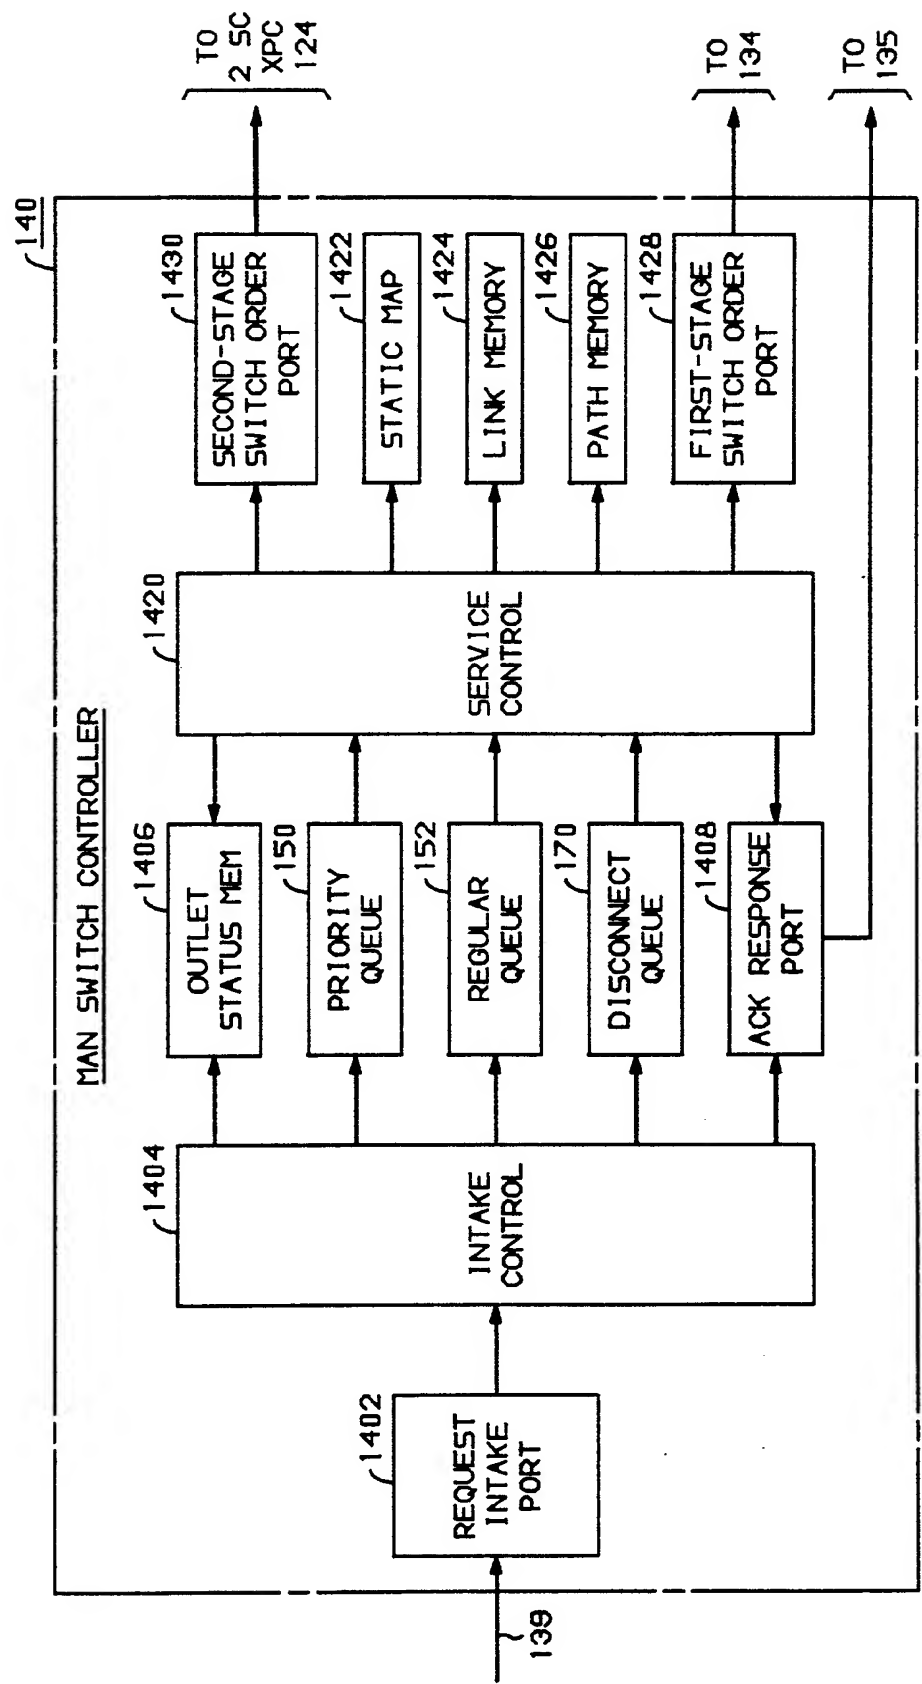 MAN SWITCH CONTROLLER
140
139
1402
REQUEST
INTAKE
PORT
1404
INTAKE
CONTROL
1406
OUTLET
STATUS MEM
150
PRIORITY
QUEUE
152
REGULAR
QUEUE
170
DISCONNECT
QUEUE
1408
ACK RESPONSE
PORT
1420
SERVICE
CONTROL
1430
SECOND-STAGE
SWITCH ORDER
PORT
1422
STATIC MAP
1424
LINK MEMORY
1426
PATH MEMORY
1428
FIRST-STAGE
SWITCH ORDER
PORT
TO
2 SC
XPC
124
TO
134
TO
135